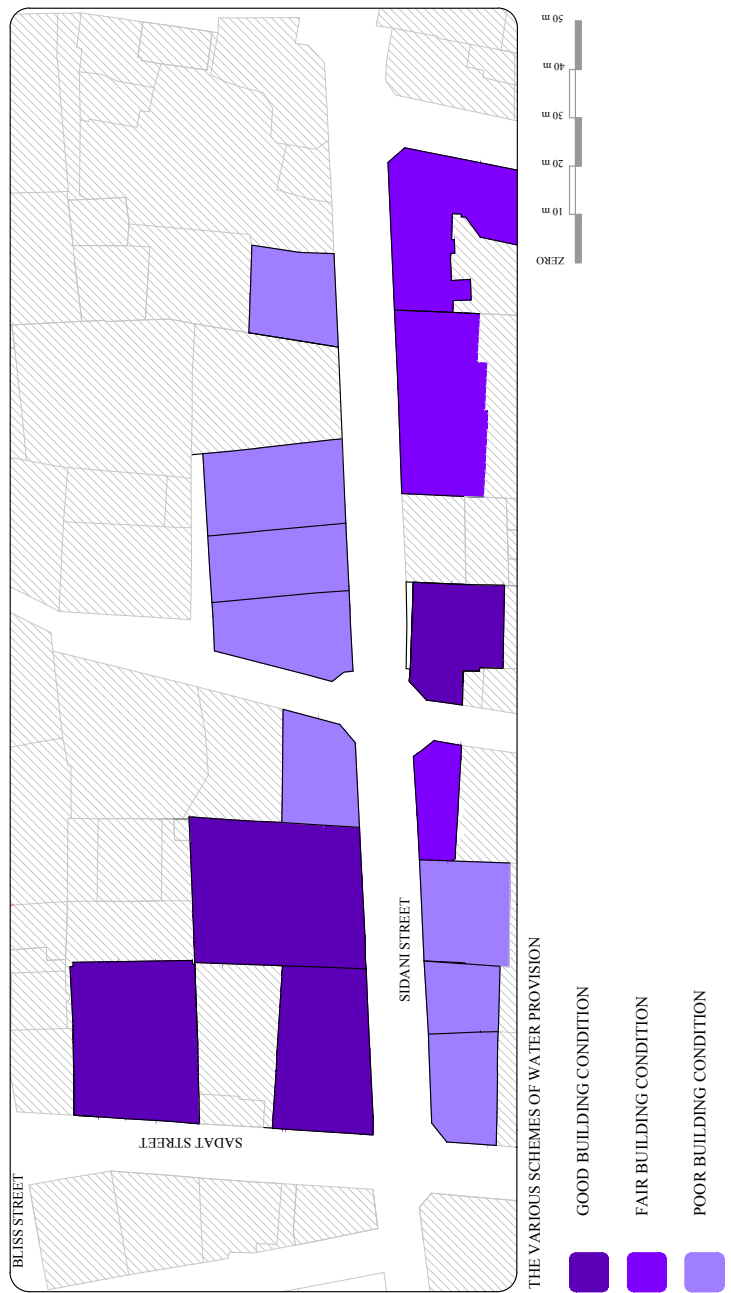 50 m
40 m
30 m
20 m
10 m
ZERO
SIDANI STREET
SADAT STREET
BLISS STREET
THE VARIOUS SCHEMES OF WATER PROVISION
GOOD BUILDING CONDITION
FAIR BUILDING CONDITION
POOR BUILDING CONDITION